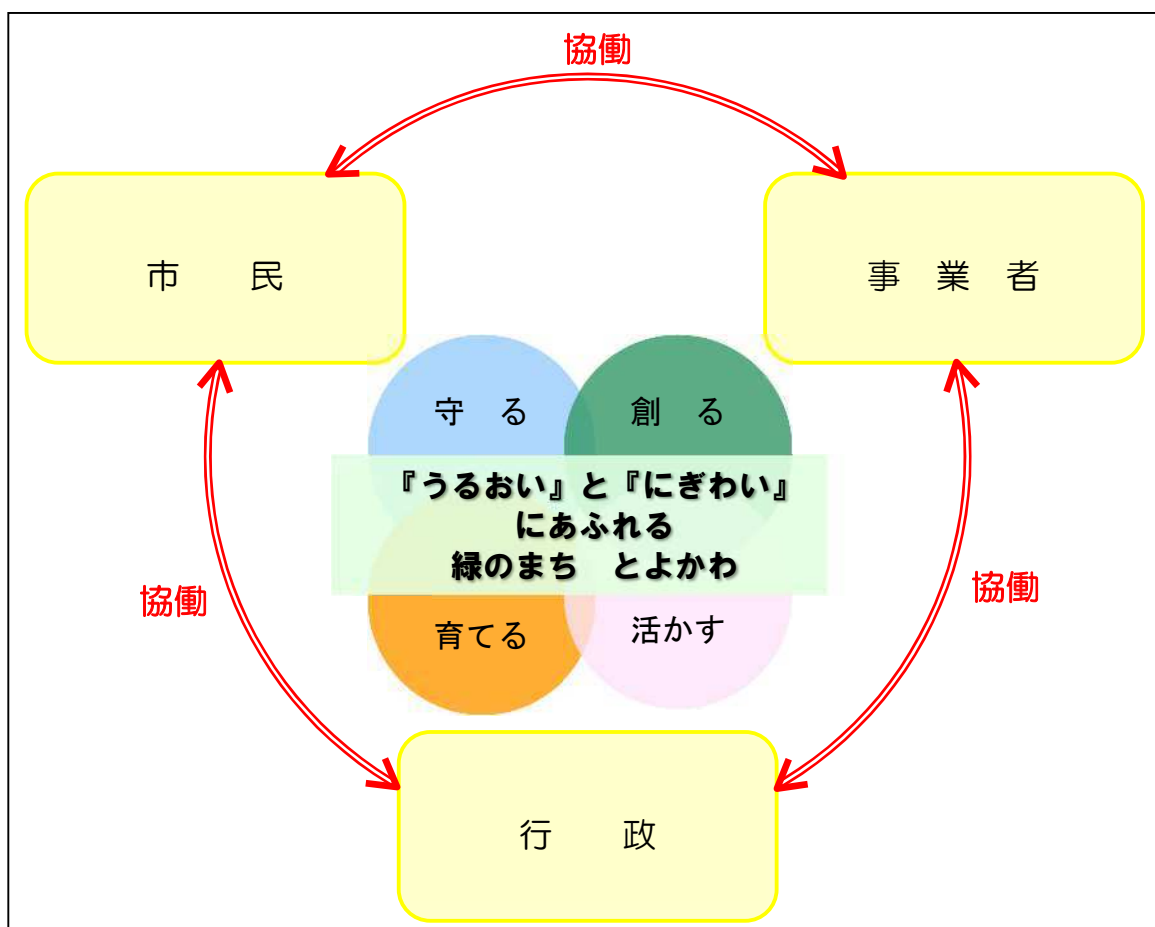 協働
市　　民
事　業　者
守　る
創　る
『うるおい』と『にぎわい』
にあふれる
緑のまち　とよかわ
協働
協働
育てる
活かす
行　　政